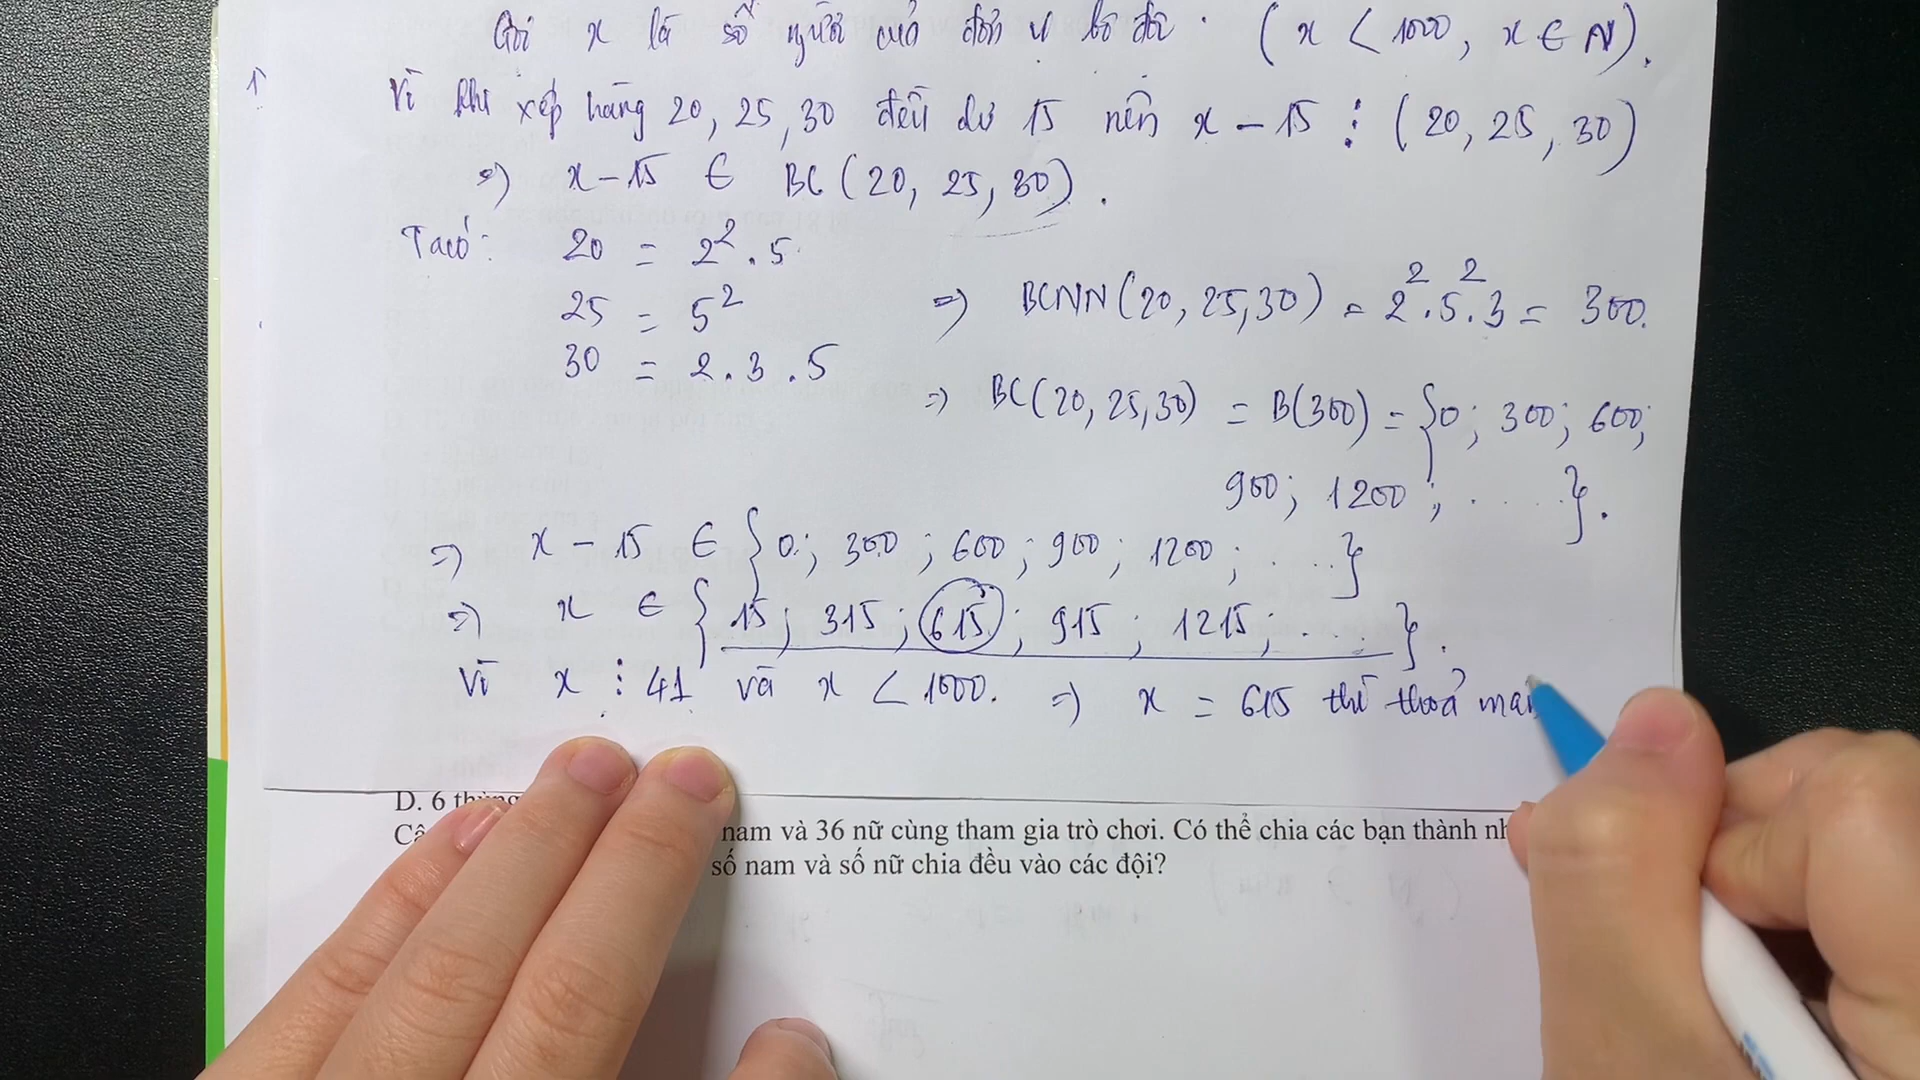 Gọi x là số người của đơn vị bộ đội. (x < 1000, x ∈ N).
Vì khi xếp hàng 20, 25, 30 đều dư 15 nên x - 15 ⋮ (20, 25, 30)
=> x - 15 ∈ BC(20, 25, 30).
Ta có: 20 = 2² . 5
25 = 5²
30 = 2 . 3 . 5
=> BCNN(20, 25, 30) = 2² . 5² . 3 = 300.
=> BC(20, 25, 30) = B(300) = {0; 300; 600;
900; 1200; . . . . }.
=> x - 15 ∈ {0; 300; 600; 900; 1200; . . . }
=> x ∈ {15; 315; 615; 915; 1215; . . . }.
Vì x ⋮ 41 và x < 1000. => x = 615 thì thoả
D. 6 thùng
nam và 36 nữ cùng tham gia trò chơi. Có thể chia các bạn thành
số nam và số nữ chia đều vào các đội?